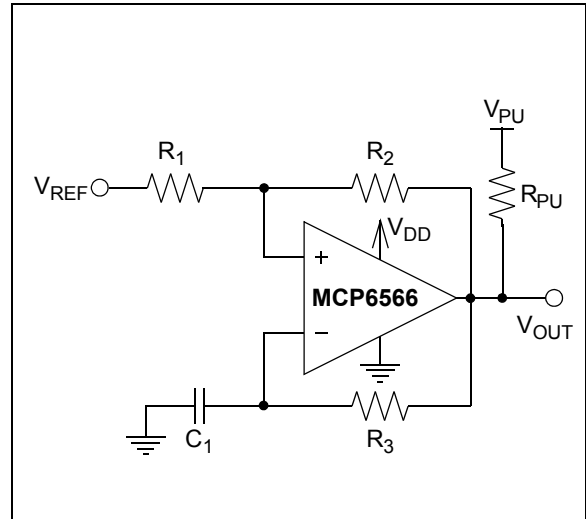 V_PU
R_1
R_2
V_REF
R_PU
V_DD
+
MCP6566
−
V_OUT
C_1
R_3